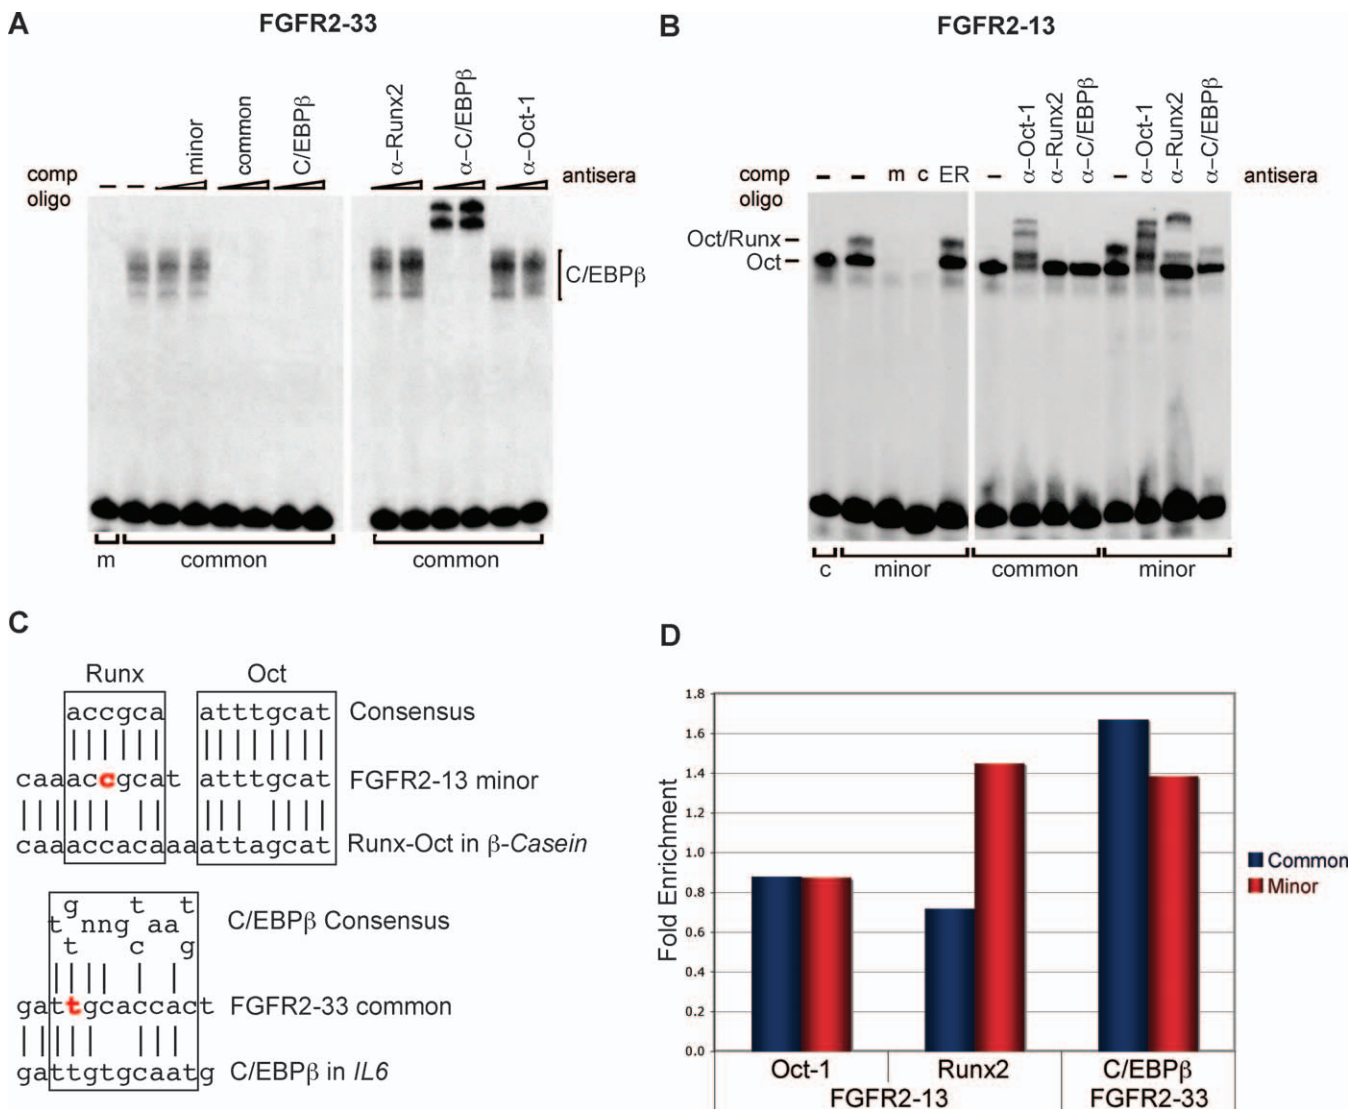 A
FGFR2-33
comp
oligo
– – minor common C/EBPβ
α–Runx2 α–C/EBPβ α–Oct-1
antisera
C/EBPβ
m common common
B
FGFR2-13
comp
oligo
– – m c ER
– α–Oct-1 α–Runx2 α–C/EBPβ – α–Oct-1 α–Runx2 α–C/EBPβ
antisera
Oct/Runx –
Oct –
c minor common minor
C
Runx Oct
accgca atttgcat Consensus
caaaccgcat atttgcat FGFR2-13 minor
caaaccacaaaattagcat Runx-Oct in β-Casein
g t t
t nng aa C/EBPβ Consensus
t c g
gattgcaccact FGFR2-33 common
gattgtgcaatg C/EBPβ in IL6
D
Fold Enrichment
1.8
1.6
1.4
1.2
1.0
0.8
0.6
0.4
0.2
0.0
Common
Minor
Oct-1 Runx2 C/EBPβ
FGFR2-13 FGFR2-33